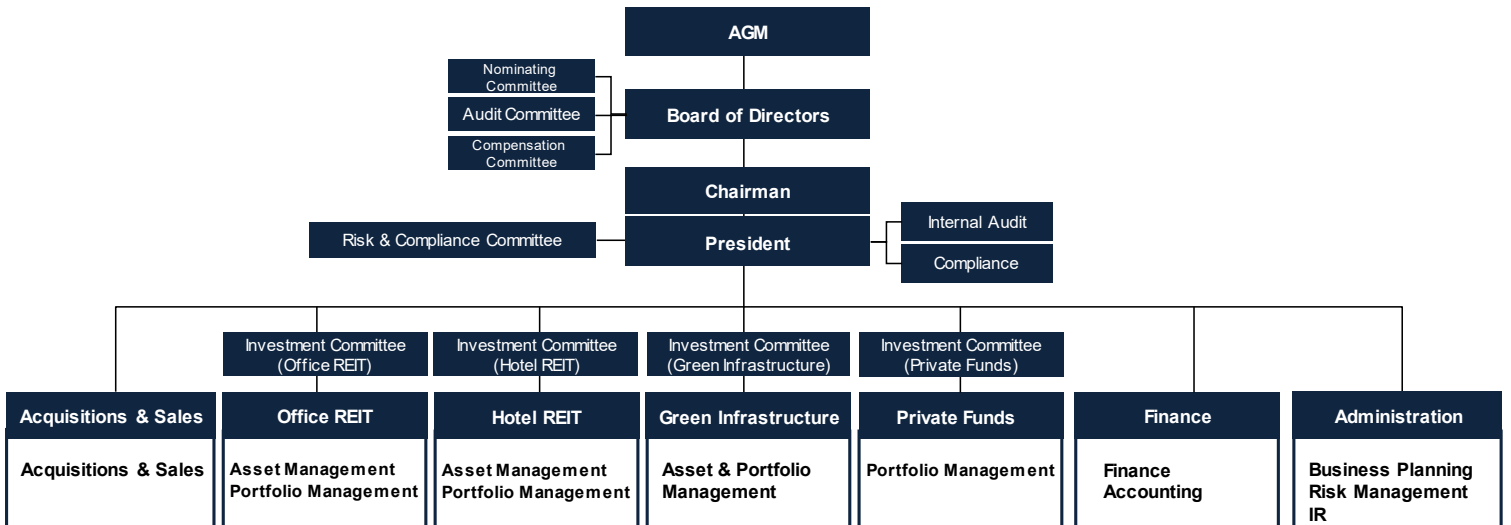 AGM
Nominating
Committee
Audit Committee
Compensation
Committee
Board of Directors
Chairman
Risk & Compliance Committee
President
Internal Audit
Compliance
Investment Committee
(Office REIT)
Investment Committee
(Hotel REIT)
Investment Committee
(Green Infrastructure)
Investment Committee
(Private Funds)
Acquisitions & Sales
Acquisitions & Sales
Office REIT
Asset Management
Portfolio Management
Hotel REIT
Asset Management
Portfolio Management
Green Infrastructure
Asset & Portfolio
Management
Private Funds
Portfolio Management
Finance
Finance
Accounting
Administration
Business Planning
Risk Management
IR